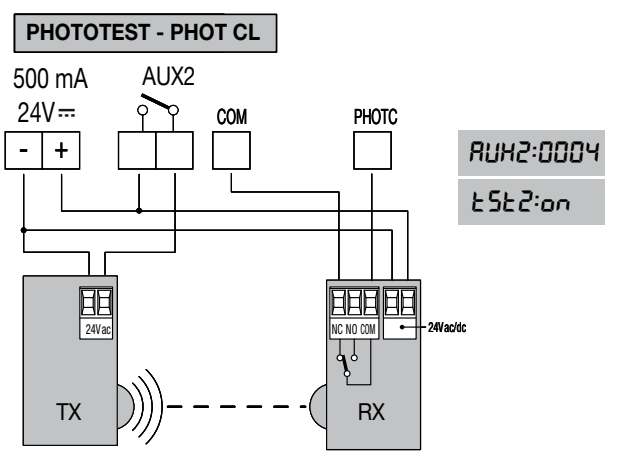 PHOTOTEST - PHOT CL
500 mA
24V⎓
AUX2
COM
PHOTC
- +
AUX2:0004
tSt2:on
24Vac
NC NO COM
24Vac/dc
TX
RX